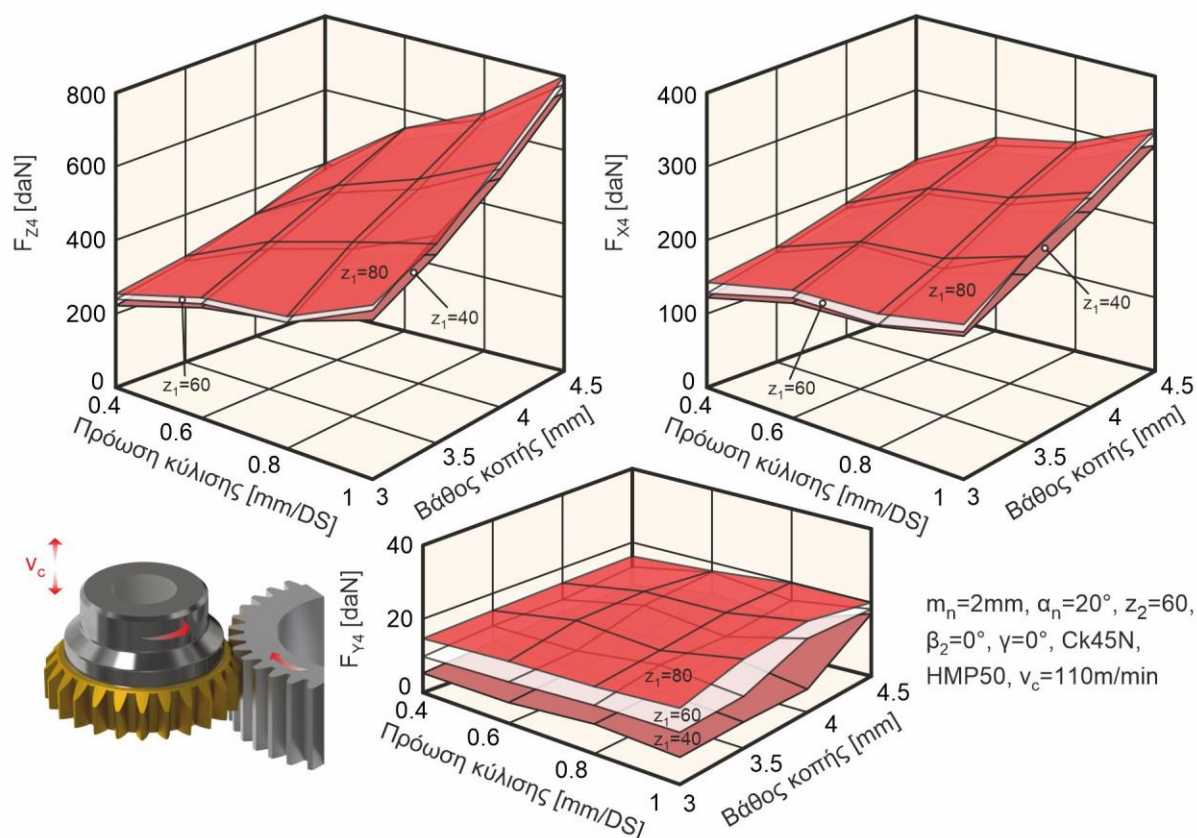 800
600
400
200
0
F_Z4 [daN]
z₁=80
z₁=40
z₁=60
0.4
0.6
0.8
1
Πρόωση κύλισης [mm/DS]
3
3.5
4
4.5
Βάθος κοπής [mm]
400
300
200
100
0
F_X4 [daN]
z₁=80
z₁=40
z₁=60
0.4
0.6
0.8
1
Πρόωση κύλισης [mm/DS]
3
3.5
4
4.5
Βάθος κοπής [mm]
40
20
0
F_Y4 [daN]
z₁=80
z₁=60
z₁=40
0.4
0.6
0.8
1
Πρόωση κύλισης [mm/DS]
3
3.5
4
4.5
Βάθος κοπής [mm]
v_c
m_n=2mm, α_n=20°, z₂=60,
β₂=0°, γ=0°, Ck45N,
HMP50, v_c=110m/min